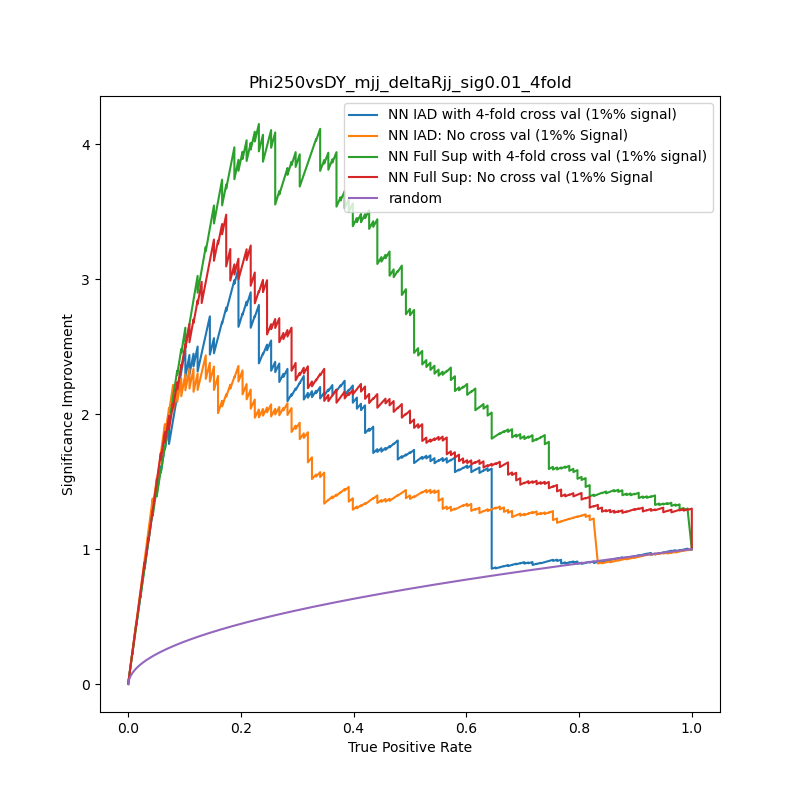 Phi250vsDY_mjj_deltaRjj_sig0.01_4fold
NN IAD with 4-fold cross val (1%% signal)
NN IAD: No cross val (1%% Signal)
NN Full Sup with 4-fold cross val (1%% signal)
NN Full Sup: No cross val (1%% Signal
random
4
3
2
1
0
Significance Improvement
0.0 0.2 0.4 0.6 0.8 1.0
True Positive Rate